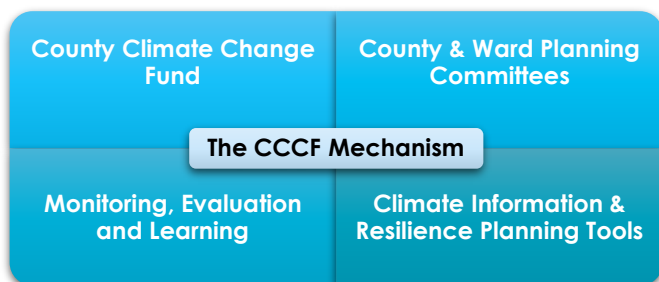 County Climate Change
Fund
County & Ward Planning
Committees
The CCCF Mechanism
Monitoring, Evaluation
and Learning
Climate Information &
Resilience Planning Tools